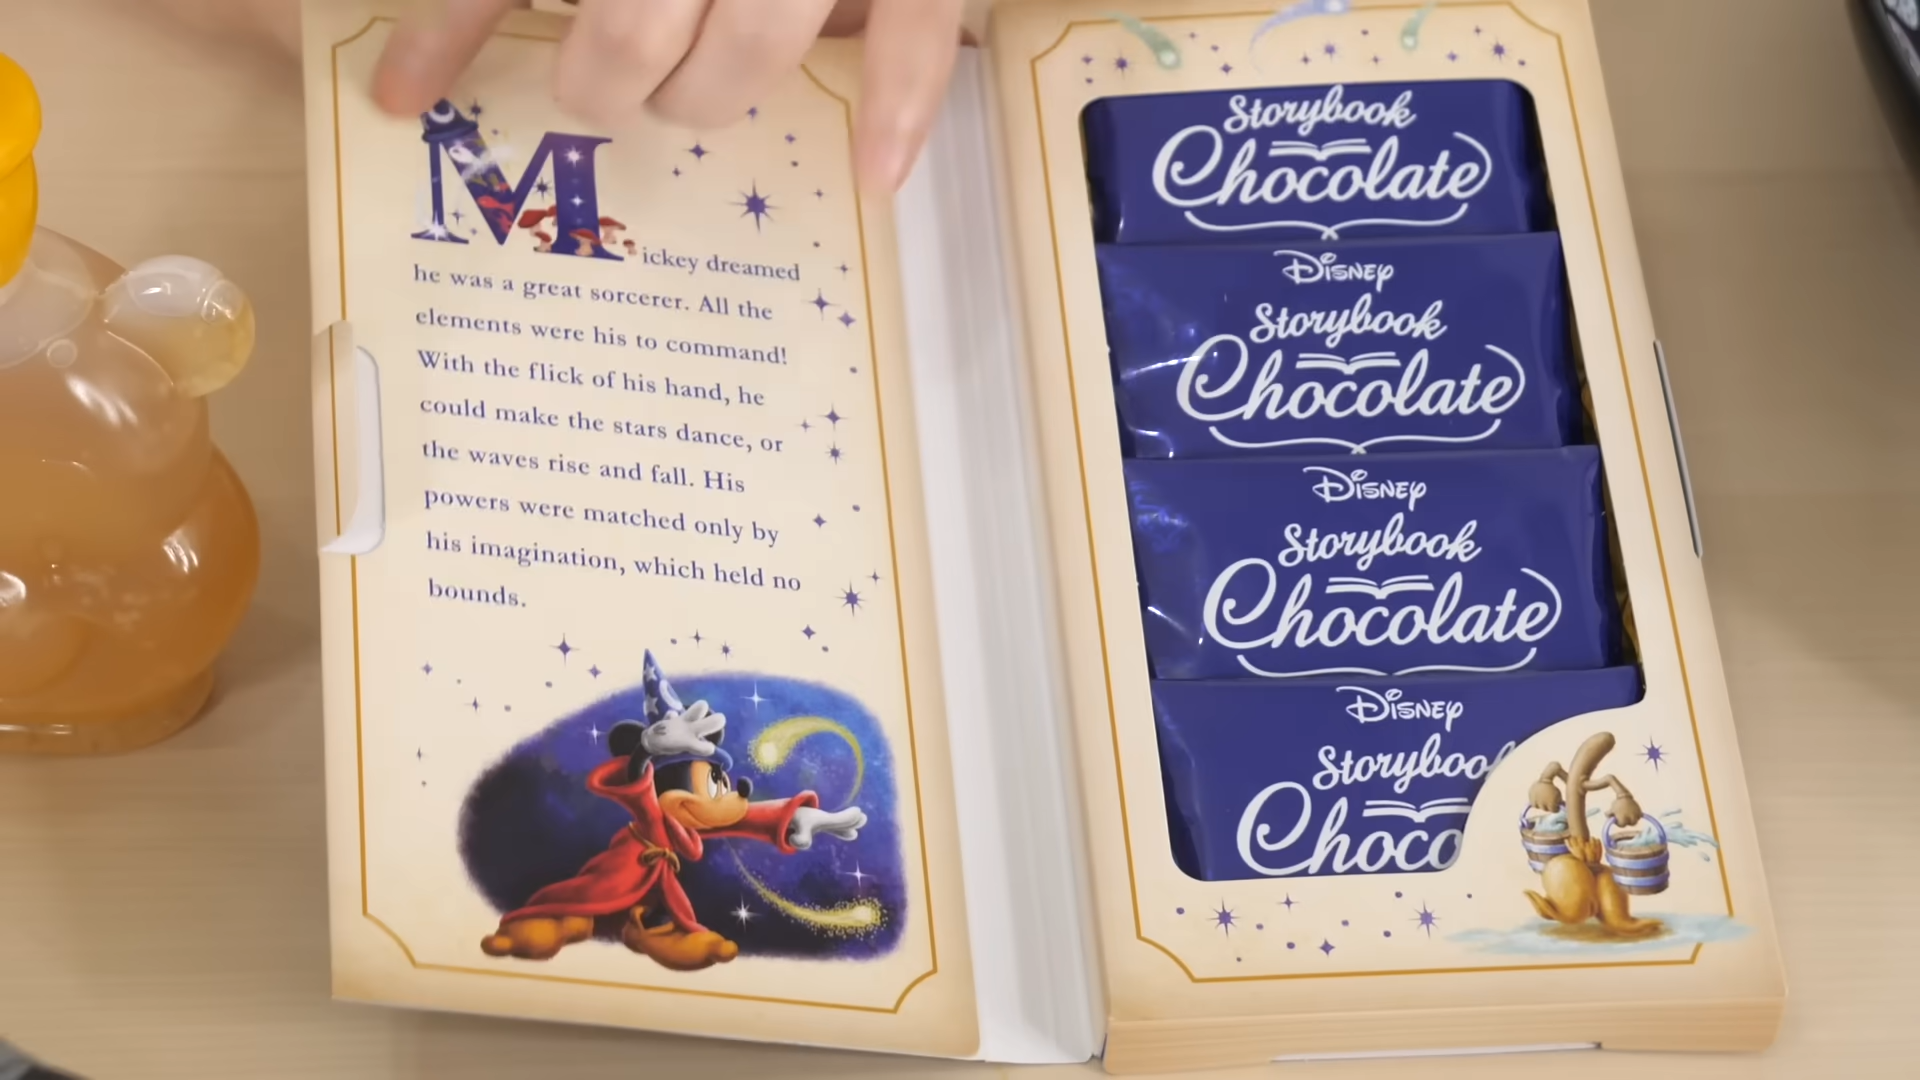 Mickey dreamed
he was a great sorcerer. All the
elements were his to command!
With the flick of his hand, he
could make the stars dance, or
the waves rise and fall. His
powers were matched only by
his imagination, which held no
bounds.
Storybook
Chocolate
Disney
Storybook
Chocolate
Disney
Storybook
Chocolate
Disney
Storyboo
Choco